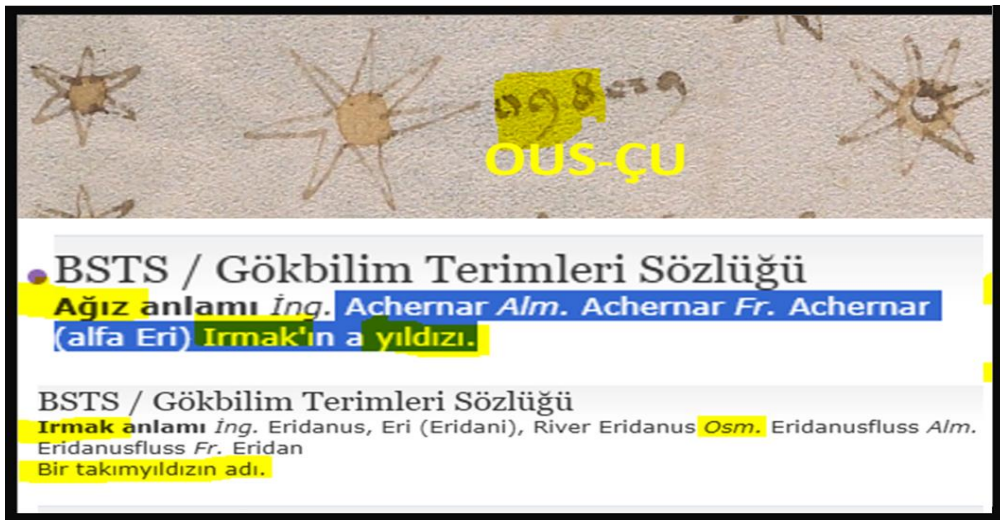 OUS-ÇU
BSTS / Gökbilim Terimleri Sözlüğü
Ağız anlamı İng. Achernar Alm. Achernar Fr. Achernar
(alfa Eri) Irmak'ın a yıldızı.
BSTS / Gökbilim Terimleri Sözlüğü
Irmak anlamı İng. Eridanus, Eri (Eridani), River Eridanus Osm. Eridanusfluss Alm.
Eridanusfluss Fr. Eridan
Bir takımyıldızın adı.